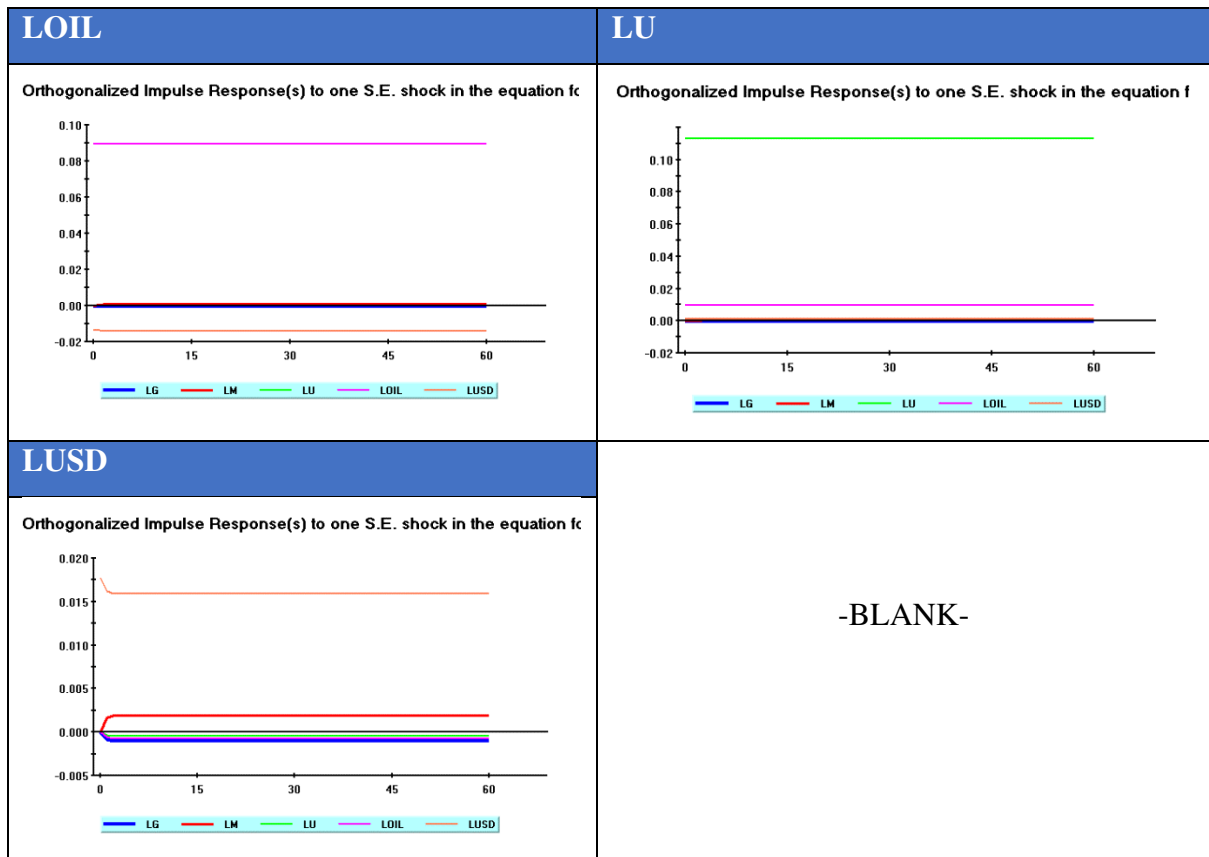 LOIL
Orthogonalized Impulse Response(s) to one S.E. shock in the equation fo
0.10
0.08
0.06
0.04
0.02
0.00
-0.02
0 15 30 45 60
LG LM LU LOIL LUSD
LU
Orthogonalized Impulse Response(s) to one S.E. shock in the equation f
0.10
0.08
0.06
0.04
0.02
0.00
-0.02
0 15 30 45 60
LG LM LU LOIL LUSD
LUSD
Orthogonalized Impulse Response(s) to one S.E. shock in the equation fo
0.020
0.015
0.010
0.005
0.000
-0.005
0 15 30 45 60
LG LM LU LOIL LUSD
-BLANK-